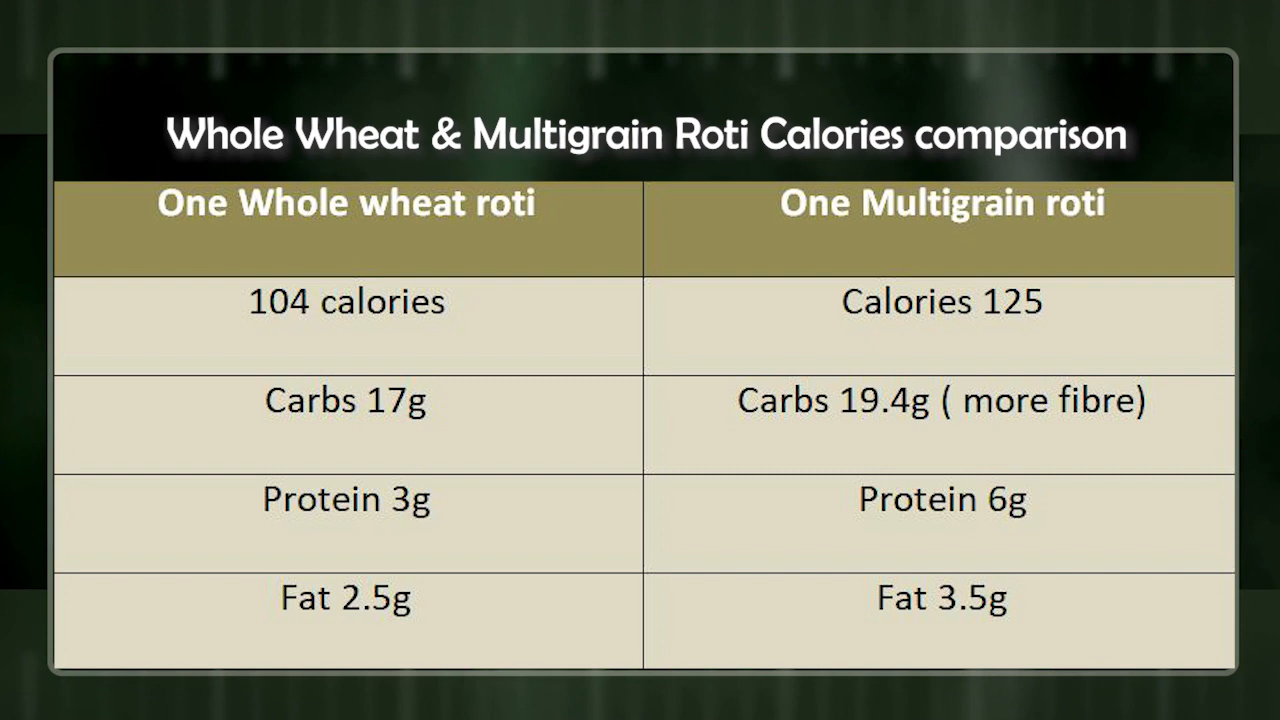 Whole Wheat & Multigrain Roti Calories comparison
One Whole wheat roti One Multigrain roti
104 calories Calories 125
Carbs 17g Carbs 19.4g ( more fibre)
Protein 3g Protein 6g
Fat 2.5g Fat 3.5g